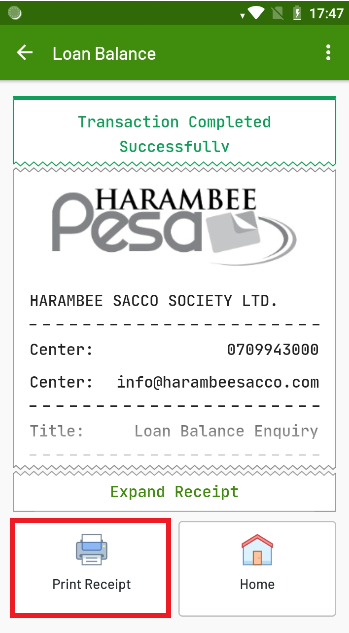 17:47
Loan Balance
Transaction Completed
Successfully
HARAMBEE
Pesa
HARAMBEE SACCO SOCIETY LTD.
Center: 0709943000
Center: info@harambeesacco.com
Title: Loan Balance Enquiry
Expand Receipt
Print Receipt Home